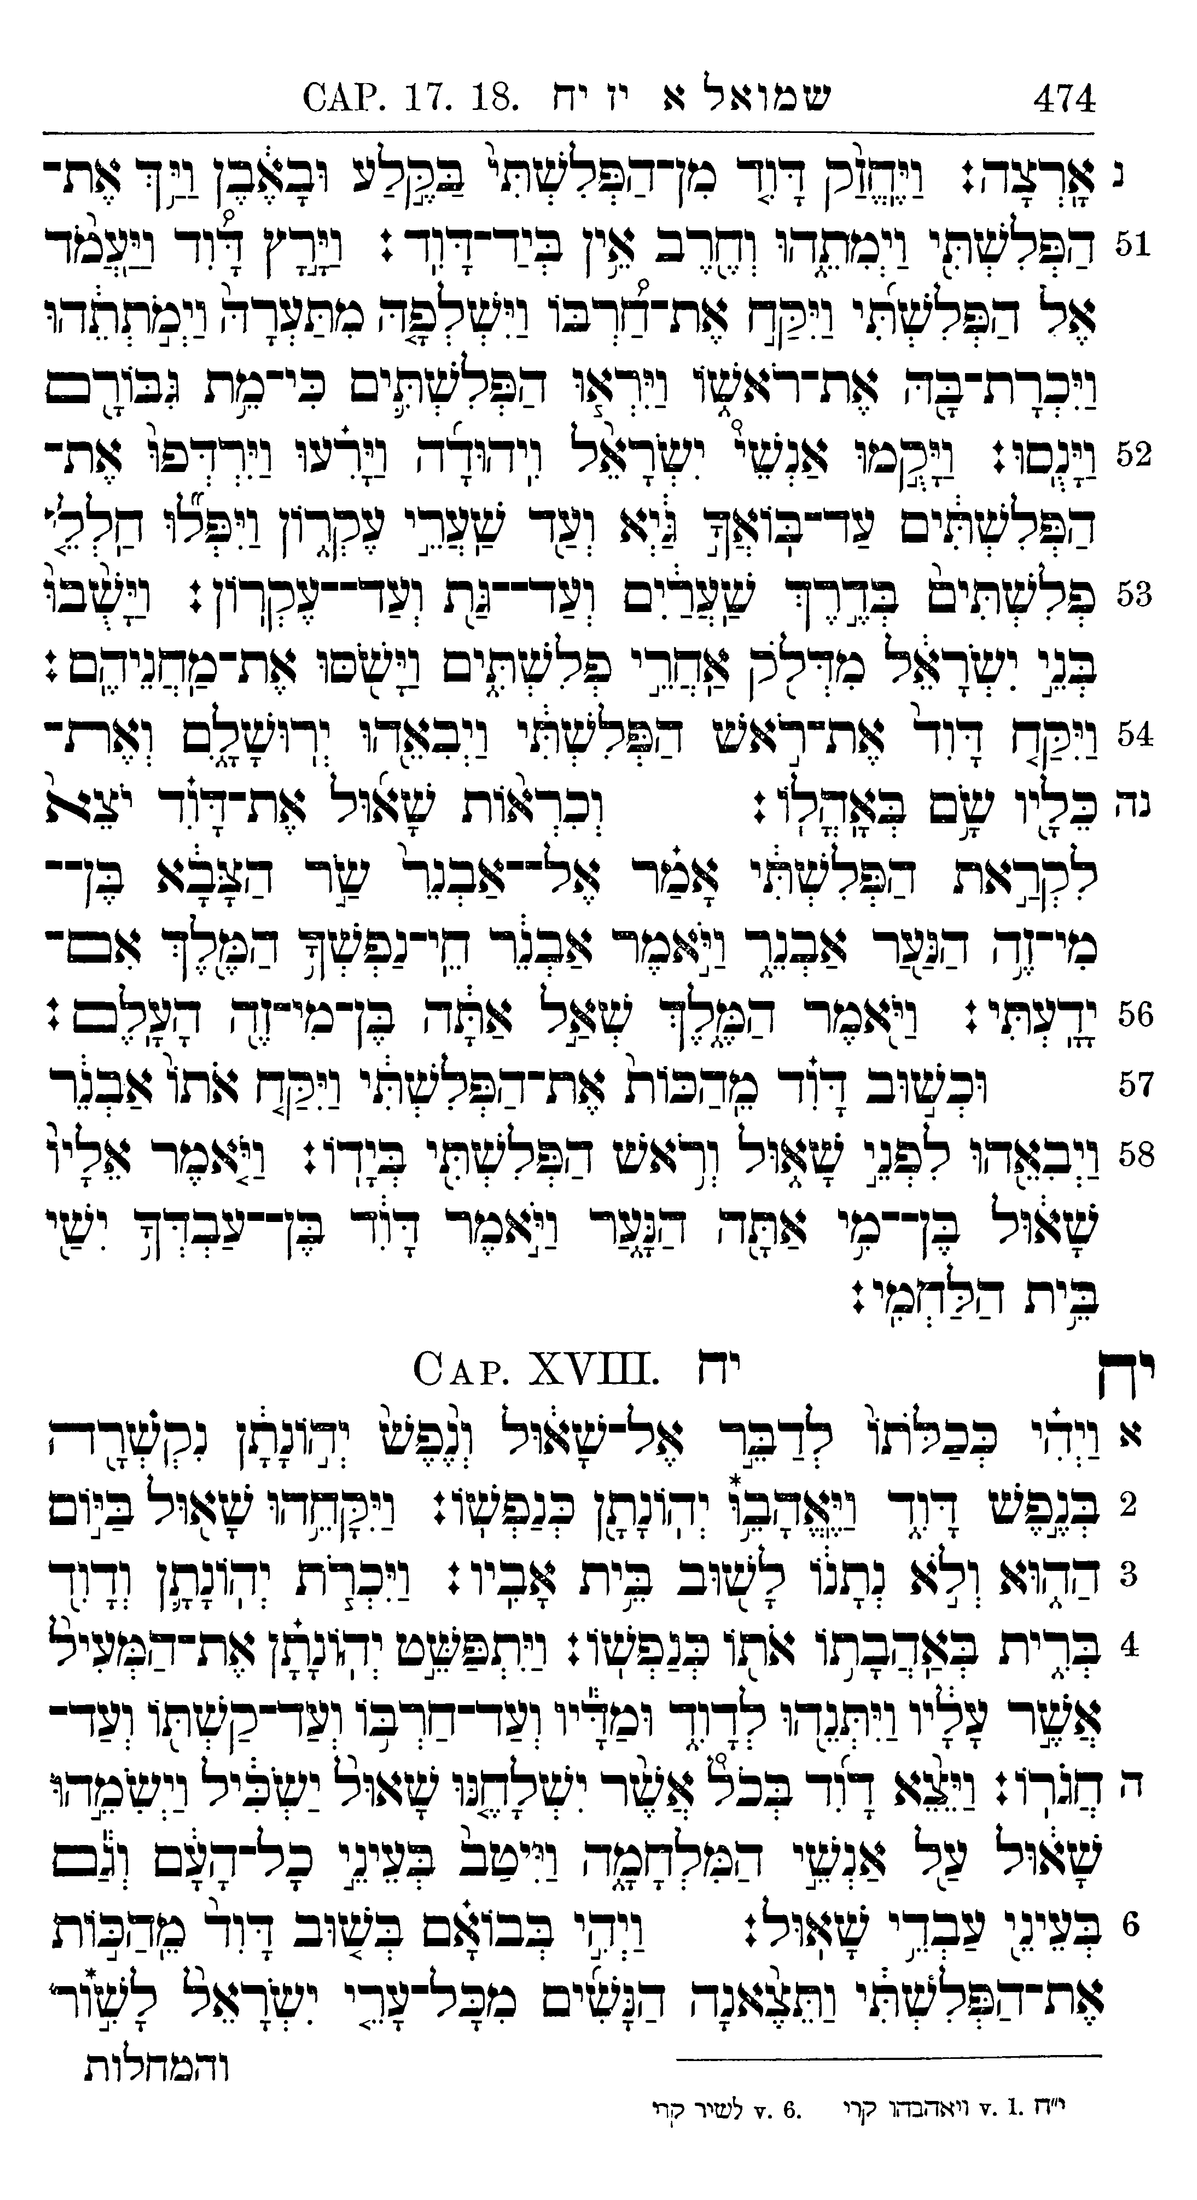 474 שמואל א יז יח CAP. 17. 18.
נ אָֽרְצָה׃ וַיֶּחֱזַ֨ק דָּוִ֤ד מִן־הַפְּלִשְׁתִּי֙ בַּקֶּ֣לַע וּבָאֶ֔בֶן וַיַּ֥ךְ אֶת־
51 הַפְּלִשְׁתִּ֖י וַיְמִתֵ֑הוּ וְחֶ֖רֶב אֵ֥ין בְּיַד־דָּוִֽד׃ וַיָּ֣רָץ דָּ֠וִד וַיַּעֲמֹ֨ד
אֶל הַפְּלִשְׁתִּ֜י וַיִּקַּ֣ח אֶת־חַ֠רְבּוֹ וַֽיִּשְׁלְפָ֤הּ מִתַּעְרָהּ֙ וַיְמֹ֣תְתֵ֔הוּ
וַיִּכְרָת־בָּ֖הּ אֶת־רֹאשׁ֑וֹ וַיִּרְא֧וּ הַפְּלִשְׁתִּ֛ים כִּי־מֵ֥ת גִּבּוֹרָ֖ם
52 וַיָּנֻֽסוּ׃ וַיָּקֻ֣מוּ אַנְשֵׁי֩ יִשְׂרָאֵ֨ל וִֽיהוּדָ֜ה וַיָּרִ֗עוּ וַֽיִּרְדְּפוּ֙ אֶת־
הַפְּלִשְׁתִּ֔ים עַד־בּוֹאֲךָ֣ גַ֔יְא וְעַ֖ד שַׁעֲרֵ֣י עֶקְר֑וֹן וַֽיִּפְּל֞וּ חַֽלְלֵ֤י
53 פְלִשְׁתִּים֙ בְּדֶ֣רֶךְ שַׁעֲרַ֔יִם וְעַד־גַּ֖ת וְעַד־עֶקְרֽוֹן׃ וַיָּשֻׁ֙בוּ֙
בְּנֵ֣י יִשְׂרָאֵ֔ל מִדְּלֹ֖ק אַחֲרֵ֣י פְלִשְׁתִּ֑ים וַיָּשֹׁ֖סּוּ אֶת־מַחֲנֵיהֶֽם׃
54 וַיִּקַּ֤ח דָּוִד֙ אֶת־רֹ֣אשׁ הַפְּלִשְׁתִּ֔י וַיְבִאֵ֖הוּ יְרֽוּשָׁלִָ֑ם וְאֶת־
נה כֵּלָ֖יו שָׂ֥ם בְּאָהֳלֽוֹ׃ וְכִרְא֨וֹת שָׁא֜וּל אֶת־דָּוִ֗ד יֹצֵא֙
לִקְרַ֣את הַפְּלִשְׁתִּ֔י אָמַ֗ר אֶל־אַבְנֵר֙ שַׂ֣ר הַצָּבָ֔א בֶּן־
מִי־זֶ֥ה הַנַּ֖עַר אַבְנֵ֑ר וַיֹּ֣אמֶר אַבְנֵ֔ר חֵֽי־נַפְשְׁךָ֥ הַמֶּ֖לֶךְ אִם־
56 יָדָֽעְתִּי׃ וַיֹּ֖אמֶר הַמֶּ֑לֶךְ שְׁאַ֣ל אַתָּ֔ה בֶּן־מִי־זֶ֖ה הָעָֽלֶם׃
57 וּכְשׁ֣וּב דָּוִ֗ד מֵֽהַכּוֹת֙ אֶת־הַפְּלִשְׁתִּ֔י וַיִּקַּ֤ח אֹתוֹ֙ אַבְנֵ֔ר
58 וַיְבִאֵ֖הוּ לִפְנֵ֣י שָׁא֑וּל וְרֹ֥אשׁ הַפְּלִשְׁתִּ֖י בְּיָדֽוֹ׃ וַיֹּ֤אמֶר אֵלָיו֙
שָׁא֔וּל בֶּן־מִ֥י אַתָּ֖ה הַנָּ֑עַר וַיֹּ֣אמֶר דָּוִ֔ד בֶּֽן־עַבְדְּךָ֥ יִשַׁ֖י
בֵּ֥ית הַלַּחְמִֽי׃
יח CAP. XVIII. יח
א וַיְהִ֗י כְּכַלֹּתוֹ֙ לְדַבֵּ֣ר אֶל־שָׁא֔וּל וְנֶ֙פֶשׁ֙ יְה֣וֹנָתָ֔ן נִקְשְׁרָ֖ה
2 בְּנֶ֣פֶשׁ דָּוִ֑ד וַיֶּאֱהָבֵ֥וּ* יְהוֹנָתָ֖ן כְּנַפְשֽׁוֹ׃ וַיִּקָּחֵ֥הוּ שָׁא֖וּל בַּיּ֣וֹם
3 הַה֑וּא וְלֹ֣א נְתָנ֔וֹ לָשׁ֖וּב בֵּ֥ית אָבִֽיו׃ וַיִּכְרֹ֧ת יְהוֹנָתָ֛ן וְדָוִ֖ד
4 בְּרִ֑ית בְּאַהֲבָת֥וֹ אֹת֖וֹ כְּנַפְשֽׁוֹ׃ וַיִּתְפַּשֵּׁ֣ט יְהוֹנָתָ֗ן אֶֽת־הַמְּעִיל֙
אֲשֶׁ֣ר עָלָ֔יו וַֽיִּתְּנֵ֖הוּ לְדָוִ֑ד וּמַדָּ֕יו וְעַד־חַרְבּ֥וֹ וְעַד־קַשְׁתּ֖וֹ וְעַד־
ה חֲגֹרֽוֹ׃ וַיֵּצֵ֨א דָוִ֜ד בְּכֹל֩ אֲשֶׁ֨ר יִשְׁלָחֶ֤נּוּ שָׁאוּל֙ יַשְׂכִּ֔יל וַיְשִׂמֵ֣הוּ
שָׁא֔וּל עַ֖ל אַנְשֵׁ֣י הַמִּלְחָמָ֑ה וַיִּיטַב֙ בְּעֵינֵ֣י כָל־הָעָ֔ם וְגַ֕ם
6 בְּעֵינֵ֖י עַבְדֵ֥י שָׁאֽוּל׃ וַיְהִ֣י בְּבוֹאָ֗ם בְּשׁ֤וּב דָּוִד֙ מֵֽהַכּ֣וֹת
אֶת־הַפְּלִשְׁתִּ֔י וַתֵּצֶ֨אנָה הַנָּשִׁ֜ים מִכָּל־עָרֵ֤י יִשְׂרָאֵל֙ לָשׁ֣וֹר*
והמחלות
י״ח v. 1. ויאהבהו קרי v. 6. לשיר קרי